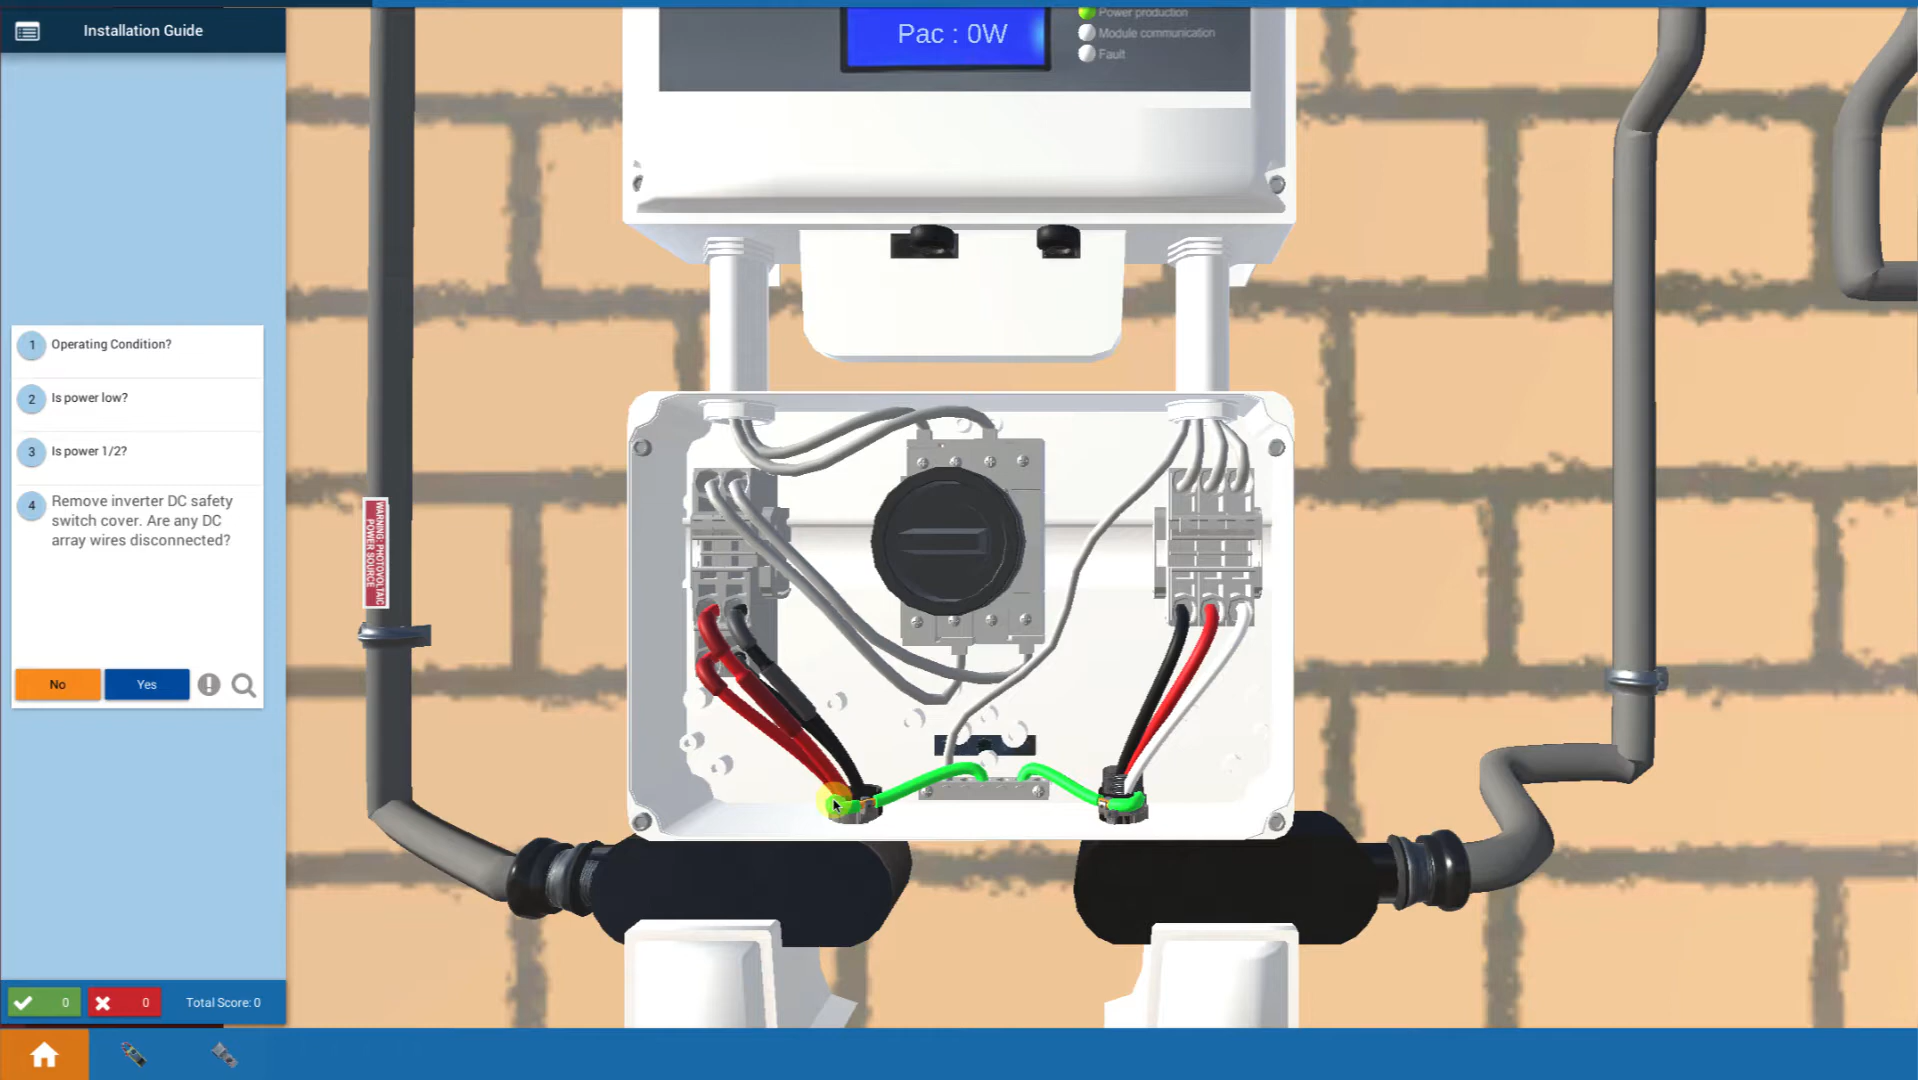 Installation Guide
Pac : 0W
Power production
Module communication
Fault
1 Operating Condition?
2 Is power low?
3 Is power 1/2?
4 Remove inverter DC safety
switch cover. Are any DC
array wires disconnected?
No Yes
WARNING: PHOTOVOLTAIC
POWER SOURCE
0 0 Total Score: 0